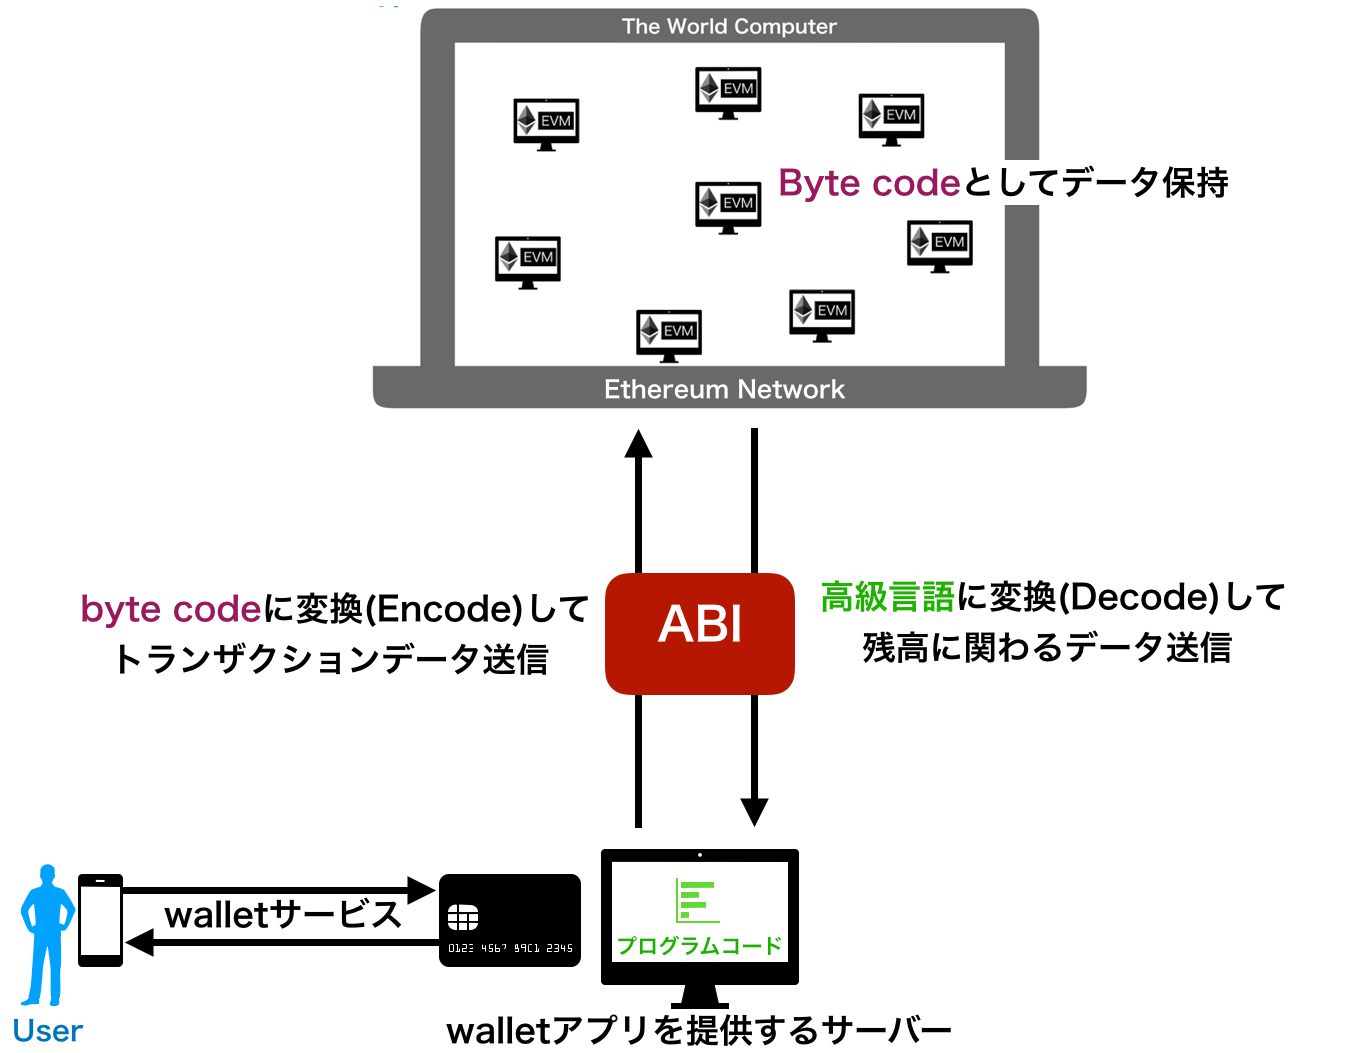 The World Computer
EVM
EVM
EVM
Byte codeとしてデータ保持
EVM
EVM
EVM
EVM
EVM
Ethereum Network
byte codeに変換(Encode)して
トランザクションデータ送信
ABI
高級言語に変換(Decode)して
残高に関わるデータ送信
walletサービス
0123 4567 89C1 2345
プログラムコード
User
walletアプリを提供するサーバー